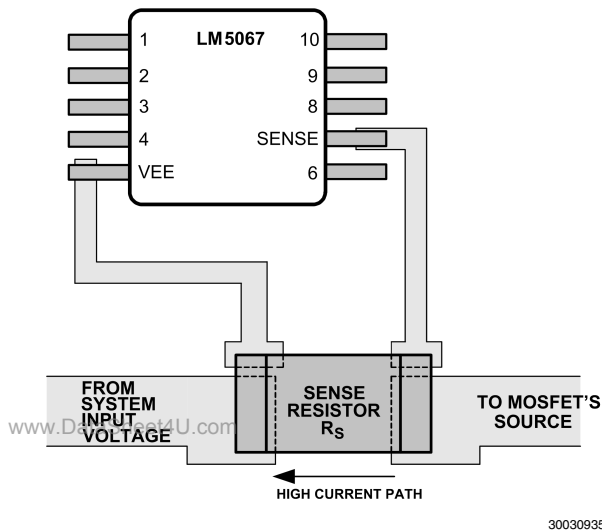 LM5067
1 10
2 9
3 8
4 SENSE
VEE 6
FROM
SYSTEM
INPUT
VOLTAGE
SENSE
RESISTOR
RS
TO MOSFET'S
SOURCE
www.DataSheet4U.com
HIGH CURRENT PATH
30030935